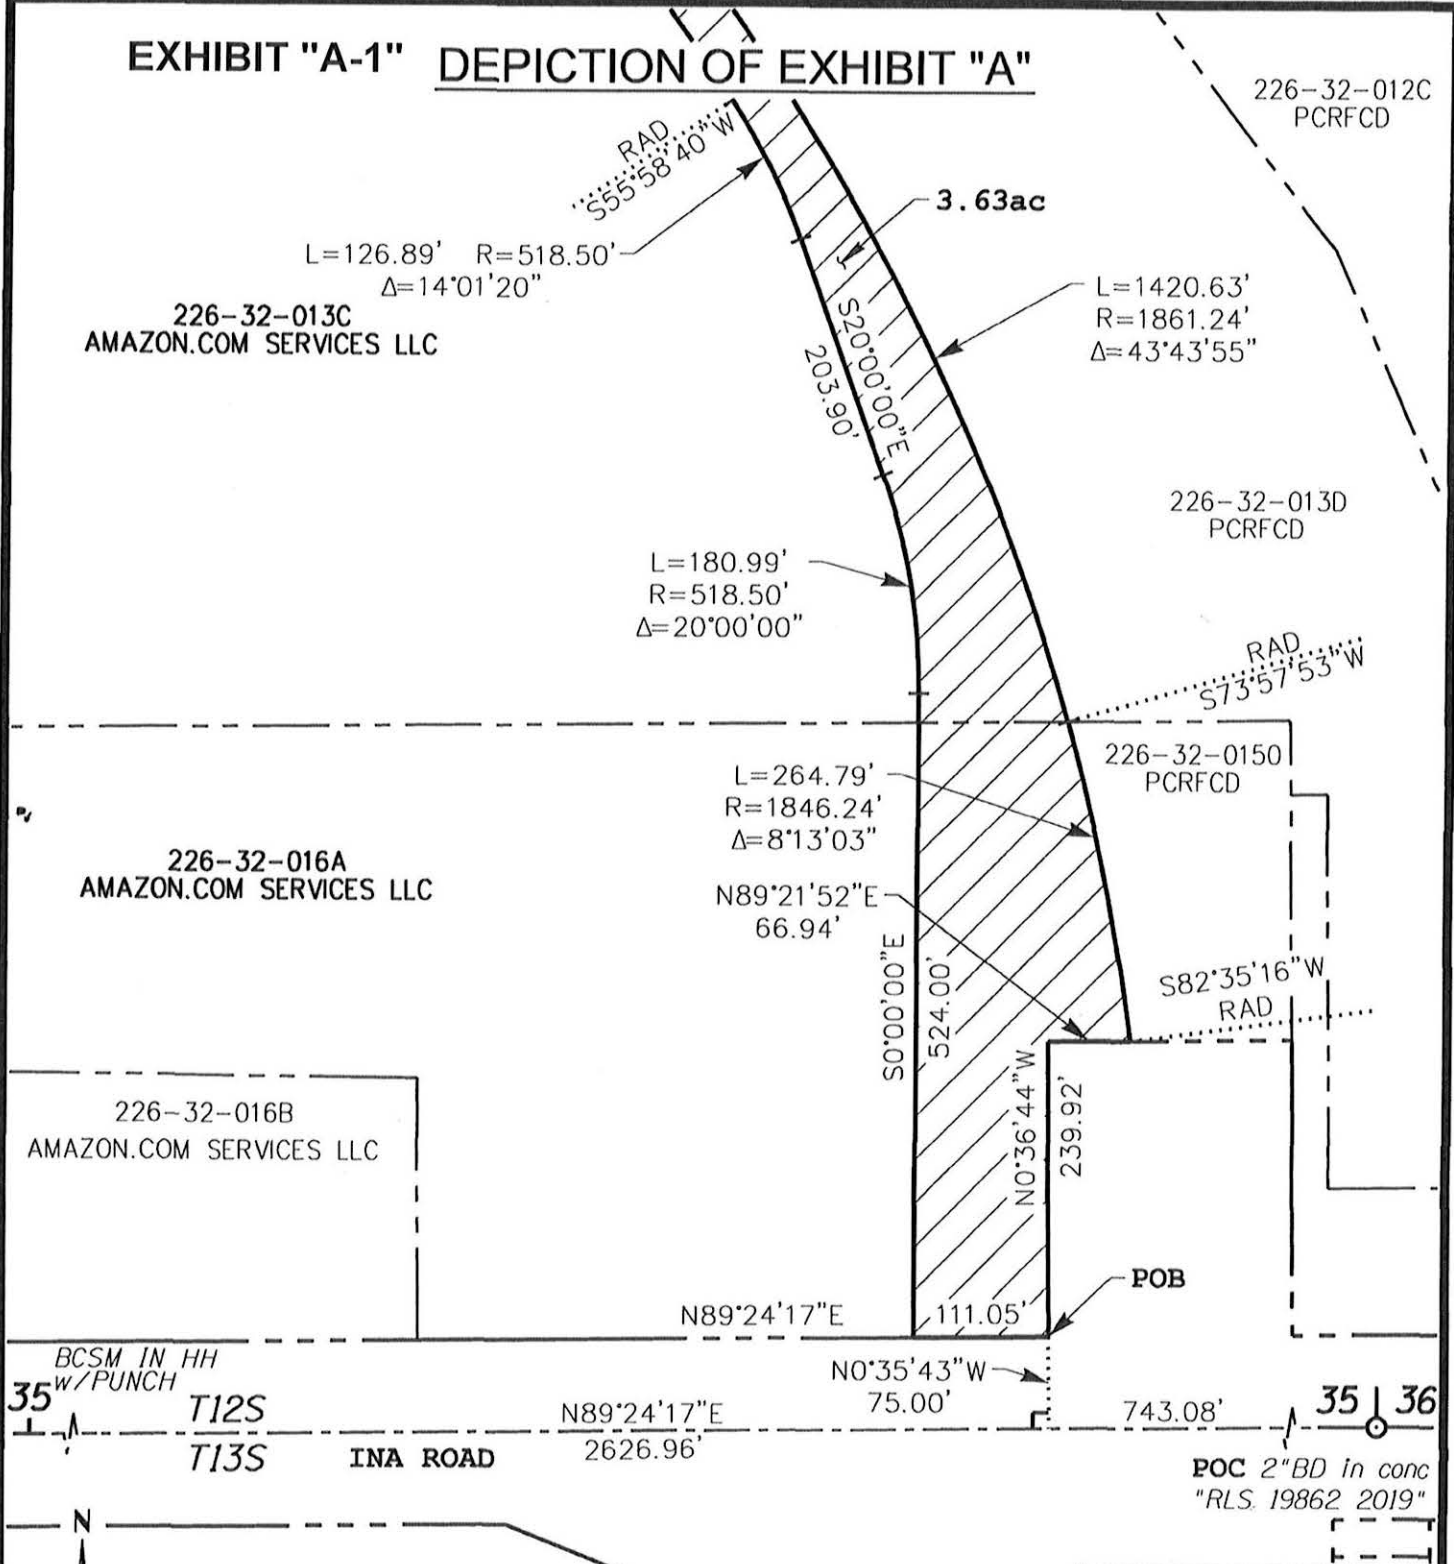 EXHIBIT "A-1" DEPICTION OF EXHIBIT "A"
226-32-012C
PCRFCD
RAD
S55°58'40"W
3.63ac
L=126.89' R=518.50'
Δ=14°01'20"
226-32-013C
AMAZON.COM SERVICES LLC
L=1420.63'
R=1861.24'
Δ=43°43'55"
S20°00'00"E
203.90'
226-32-013D
PCRFCD
L=180.99'
R=518.50'
Δ=20°00'00"
RAD
S73°57'53"W
226-32-0150
PCRFCD
L=264.79'
R=1846.24'
Δ=8°13'03"
226-32-016A
AMAZON.COM SERVICES LLC
N89°21'52"E
66.94'
S0°00'00"E
524.00'
S82°35'16"W
RAD
N0°36'44"W
239.92'
226-32-016B
AMAZON.COM SERVICES LLC
POB
N89°24'17"E
111.05'
BCSM IN HH
W/PUNCH
N0°35'43"W
75.00'
35
T12S
N89°24'17"E
743.08'
35 36
T13S
INA ROAD
2626.96'
POC 2"BD in conc
"RLS. 19862 2019"
N